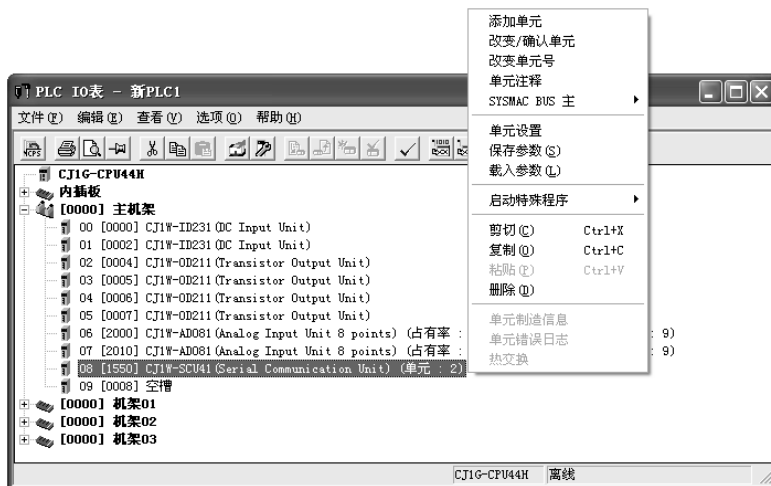 添加单元
改变/确认单元
改变单元号
单元注释
SYSMAC BUS 主
单元设置
保存参数(S)
载入参数(L)
启动特殊程序
剪切(C) Ctrl+X
复制(O) Ctrl+C
粘贴(P) Ctrl+V
删除(D)
单元制造信息
单元错误日志
热交换
PLC IO表 - 新PLC1
文件(F) 编辑(E) 查看(V) 选项(O) 帮助(H)
CJ1G-CPU44H
内插板
[0000] 主机架
00 [0000] CJ1W-ID231(DC Input Unit)
01 [0002] CJ1W-ID231(DC Input Unit)
02 [0004] CJ1W-OD211(Transistor Output Unit)
03 [0005] CJ1W-OD211(Transistor Output Unit)
04 [0006] CJ1W-OD211(Transistor Output Unit)
05 [0007] CJ1W-OD211(Transistor Output Unit)
06 [2000] CJ1W-AD081(Analog Input Unit 8 points) (占有率 : : 9)
07 [2010] CJ1W-AD081(Analog Input Unit 8 points) (占有率 : : 9)
08 [1550] CJ1W-SCU41(Serial Communication Unit) (单元 : 2)
09 [0008] 空槽
[0000] 机架01
[0000] 机架02
[0000] 机架03
CJ1G-CPU44H 离线